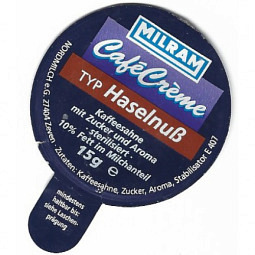 MILRAM
CaféCrème
TYP Haselnuß
Kaffeesahne
mit Zucker und Aroma
- sterilisiert -
10% Fett im Milchanteil
15g e
NORDMILCH e.G. 27404 Zeven · Zutaten: Kaffeesahne, Zucker, Aroma, Stabilisator E 407
mindestens
haltbar bis:
siehe Laschen-
prägung